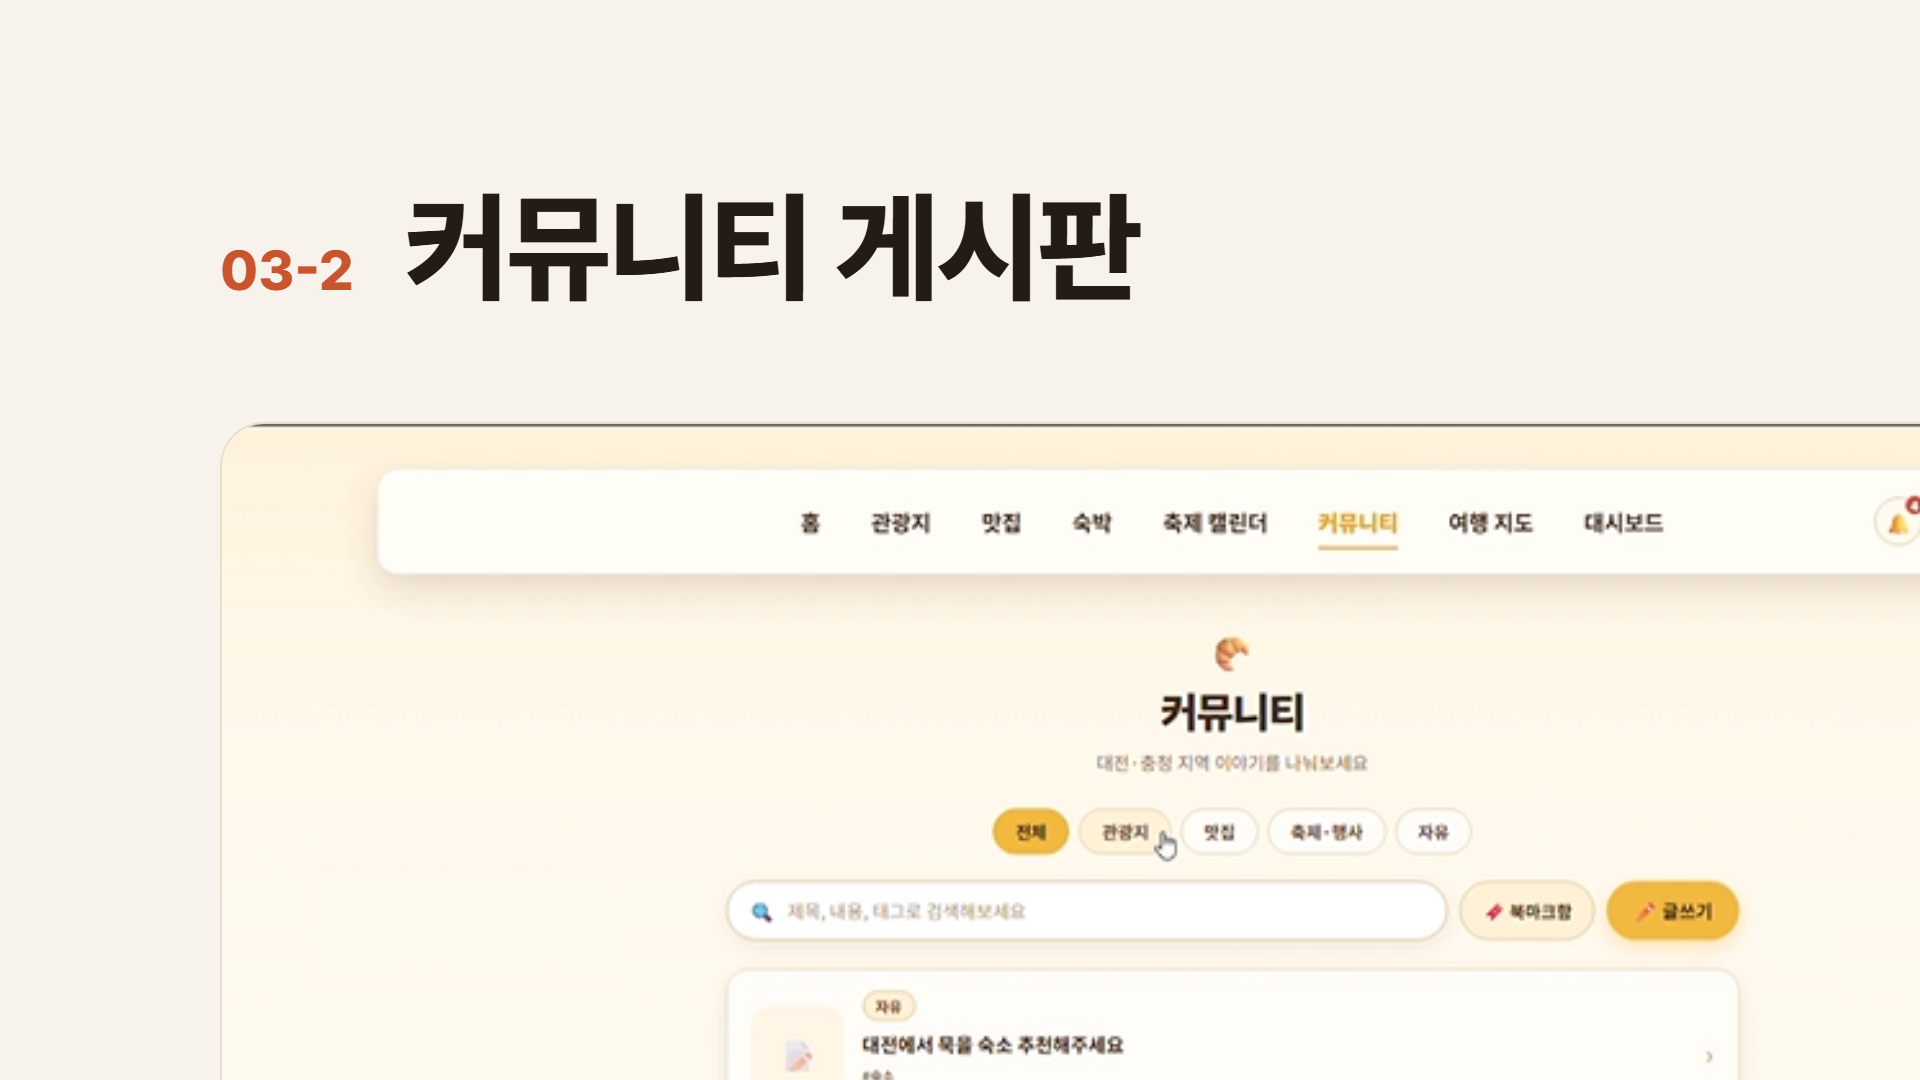 03-2 커뮤니티 게시판
홈 관광지 맛집 숙박 축제 캘린더 커뮤니티 여행 지도 대시보드
커뮤니티
대전·충청 지역 이야기를 나눠보세요
전체 관광지 맛집 축제·행사 자유
제목, 내용, 태그로 검색해보세요 북마크함 글쓰기
자유
대전에서 묵을 숙소 추천해주세요